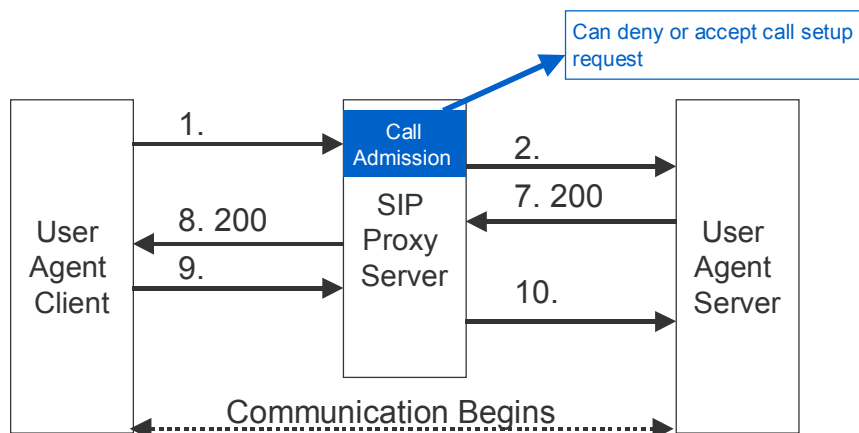 Can deny or accept call setup
request
1.
Call
Admission
2.
7. 200
8. 200
SIP
Proxy
Server
User
Agent
Client
User
Agent
Server
9.
10.
Communication Begins